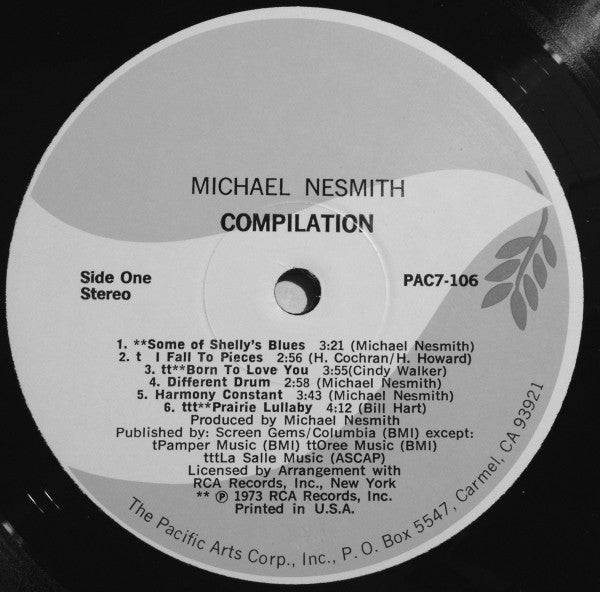 MICHAEL NESMITH
COMPILATION
Side One
Stereo
PAC7-106
1. **Some of Shelly's Blues 3:21 (Michael Nesmith)
2. t I Fall To Pieces 2:56 (H. Cochran/H. Howard)
3. tt**Born To Love You 3:55(Cindy Walker)
4. Different Drum 2:58 (Michael Nesmith)
5. Harmony Constant 3:43 (Michael Nesmith)
6. ttt**Prairie Lullaby 4:12 (Bill Hart)
Produced by Michael Nesmith
Published by: Screen Gems/Columbia (BMI) except:
tPamper Music (BMI) ttOree Music (BMI)
tttLa Salle Music (ASCAP)
Licensed by Arrangement with
RCA Records, Inc., New York
** ℗ 1973 RCA Records, Inc.
Printed in U.S.A.
The Pacific Arts Corp., Inc., P. O. Box 5547, Carmel, CA 93921